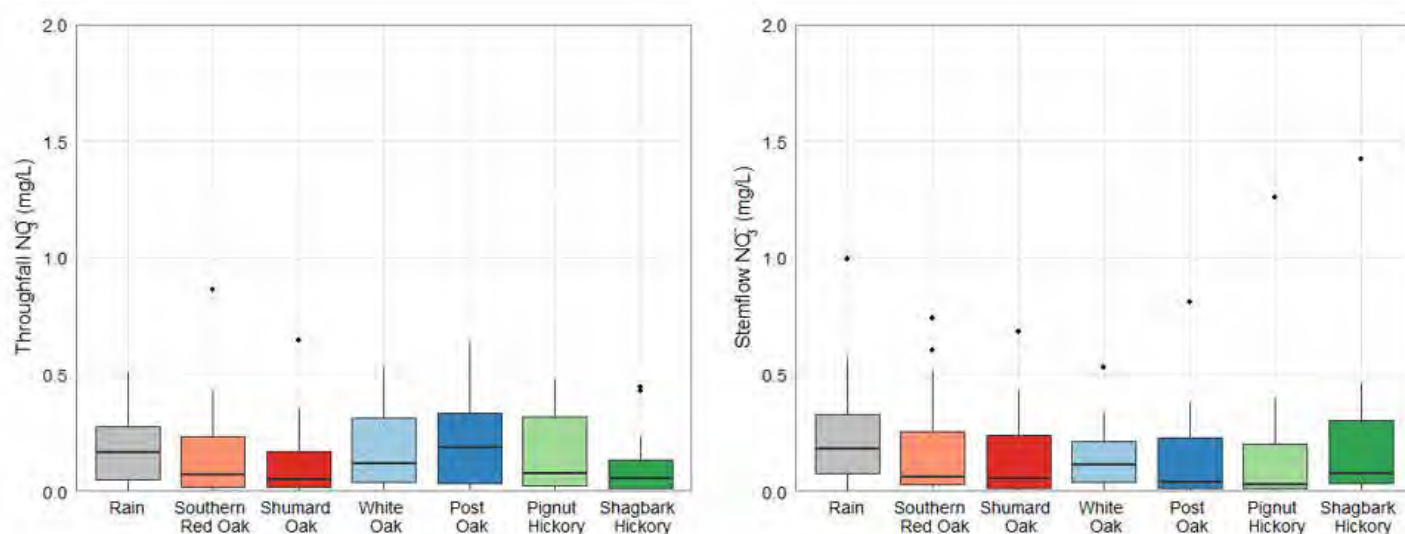 Throughfall NO₃⁻ (mg/L)
2.0
1.5
1.0
0.5
0.0
Rain
Southern
Red Oak
Shumard
Oak
White
Oak
Post
Oak
Pignut
Hickory
Shagbark
Hickory
Stemflow NO₃⁻ (mg/L)
2.0
1.5
1.0
0.5
0.0
Rain
Southern
Red Oak
Shumard
Oak
White
Oak
Post
Oak
Pignut
Hickory
Shagbark
Hickory